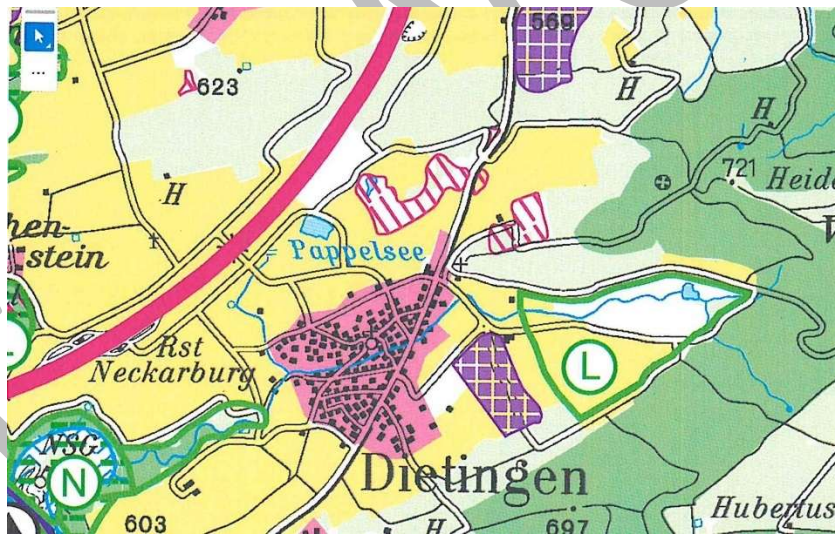 ...
569
623
H
H
721
Heide
H
hen-
stein
Pappelsee
Rst
Neckarburg
L
NSG
N
Dietingen
603
H
697
Hubertus